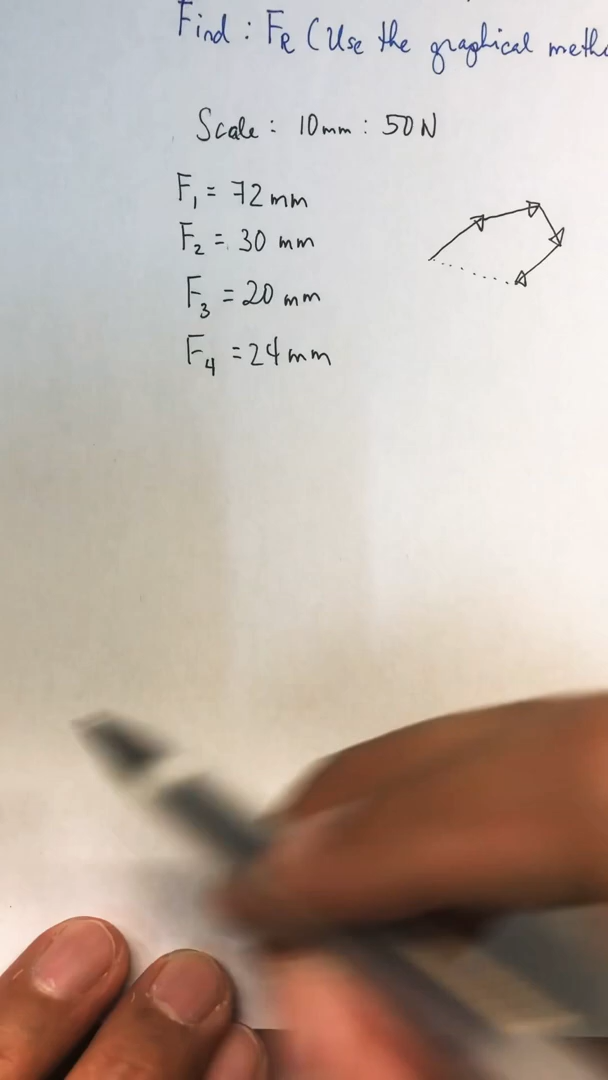 Find : FR (Use the graphical
Scale : 10mm : 50N
F1 = 72 mm
F2 = 30 mm
F3 = 20 mm
F4 = 24 mm